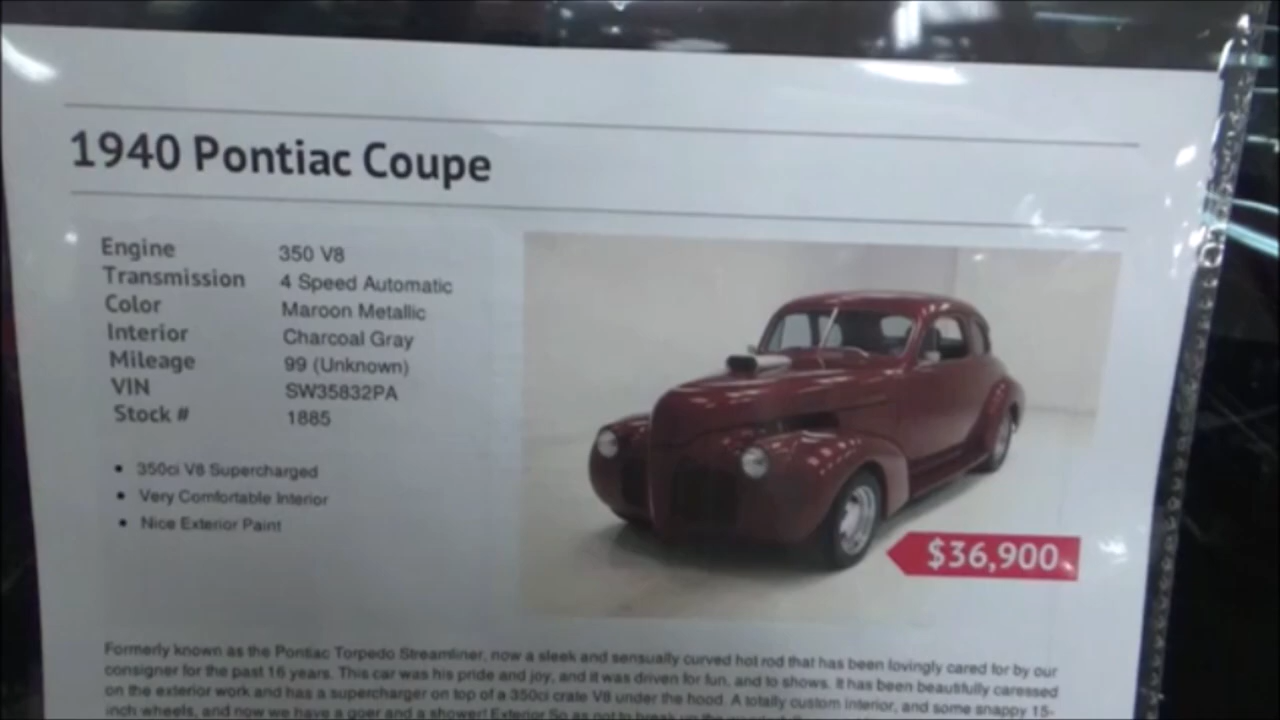 1940 Pontiac Coupe
Engine 350 V8
Transmission 4 Speed Automatic
Color Maroon Metallic
Interior Charcoal Gray
Mileage 99 (Unknown)
VIN SW35832PA
Stock # 1885
• 350ci V8 Supercharged
• Very Comfortable Interior
• Nice Exterior Paint
$36,900
Formerly known as the Pontiac Torpedo Streamliner, now a sleek and sensually curved hot rod that has been lovingly cared for by our
consigner for the past 16 years. This car was his pride and joy, and it was driven for fun, and to shows. It has been beautifully caressed
on the exterior work and has a supercharger on top of a 350ci crate V8 under the hood. A totally custom Interior, and some snappy 15-
inch wheels, and now we have a goer and a shower! Exterior So as not to break up the